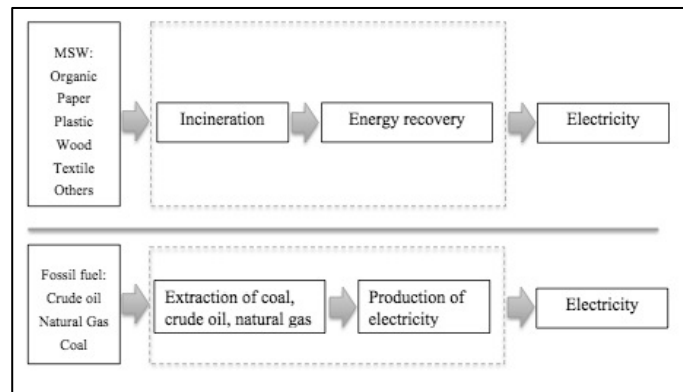 MSW:
Organic
Paper
Plastic
Wood
Textile
Others
Incineration
Energy recovery
Electricity
Fossil fuel:
Crude oil
Natural Gas
Coal
Extraction of coal,
crude oil, natural gas
Production of
electricity
Electricity